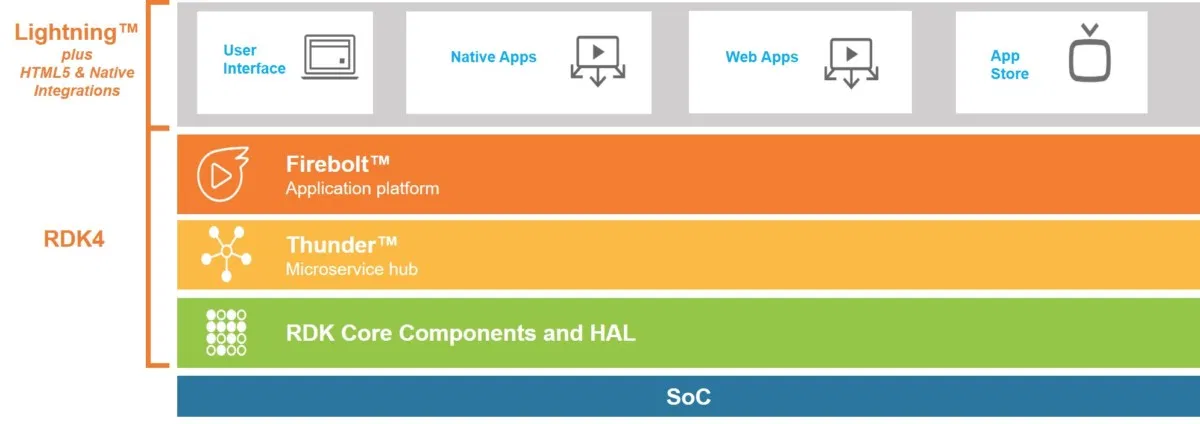 Lightning™
plus
HTML5 & Native
Integrations
User
Interface
Native Apps
Web Apps
App
Store
RDK4
Firebolt™
Application platform
Thunder™
Microservice hub
RDK Core Components and HAL
SoC